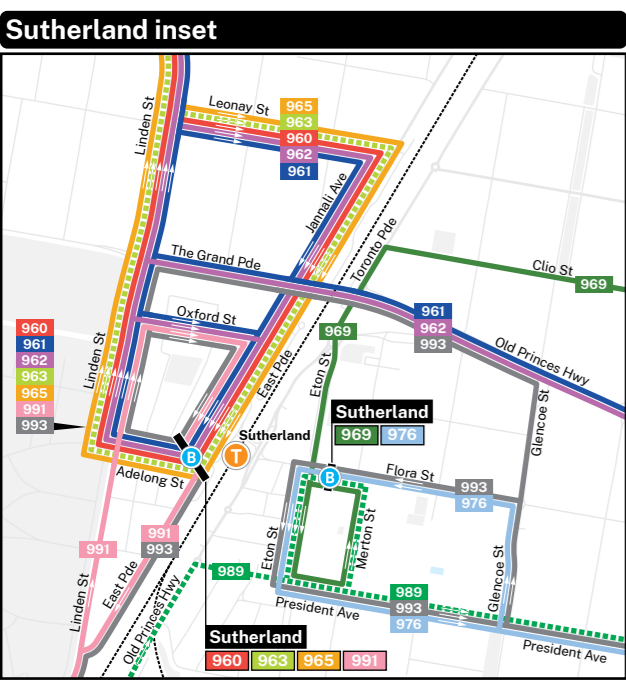 Sutherland inset
Linden St
Leonay St
965
963
960
962
961
Jannali Ave
Toronto Pde
The Grand Pde
Clio St
969
Oxford St
961
962
993
Old Princes Hwy
969
960
961
962
963
965
991
993
Linden St
East Pde
Eton St
Glencoe St
Sutherland
969 976
B
T
Sutherland
B
Adelong St
Flora St
993
976
991
991
993
Eton St
Merton St
Glencoe St
Linden St
East Pde
Old Princes Hwy
989
989
993
976
President Ave
President Ave
Sutherland
960 963 965 991